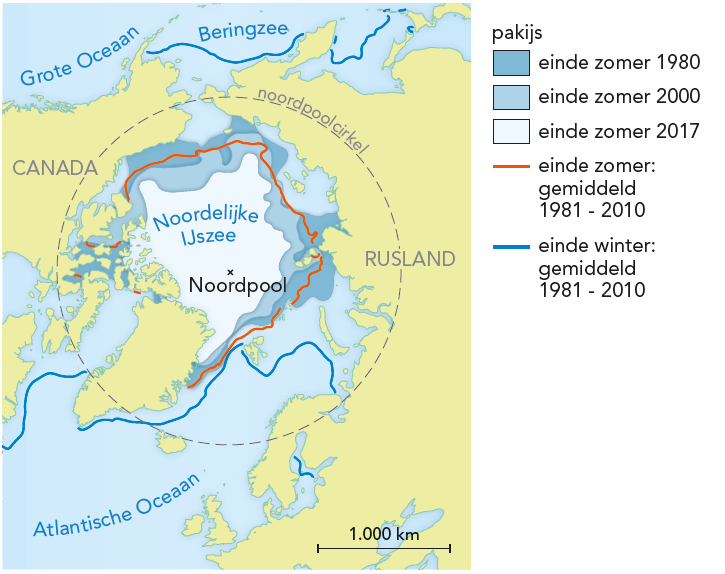 Grote Oceaan
Beringzee
noordpoolcirkel
CANADA
Noordelijke
IJszee
Noordpool
RUSLAND
Atlantische Oceaan
1.000 km
pakijs
einde zomer 1980
einde zomer 2000
einde zomer 2017
einde zomer:
gemiddeld
1981 - 2010
einde winter:
gemiddeld
1981 - 2010